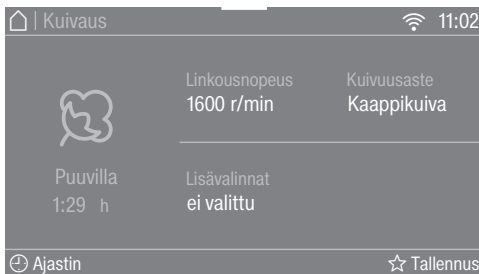 | Kuivaus 11:02
Linkousnopeus Kuivuusaste
1600 r/min Kaappikuiva
Puuvilla Lisävalinnat
1:29 h ei valittu
Ajastin Tallennus